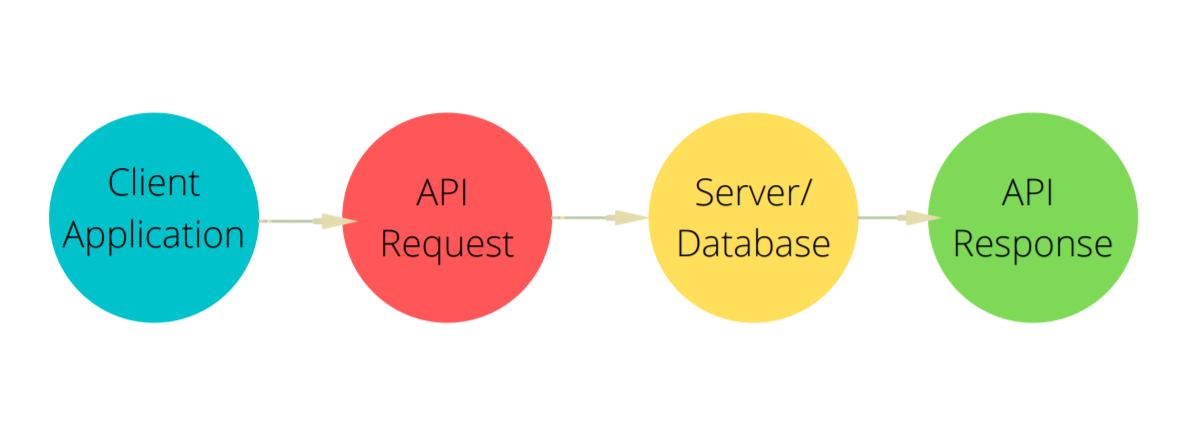 Client
Application
API
Request
Server/
Database
API
Response